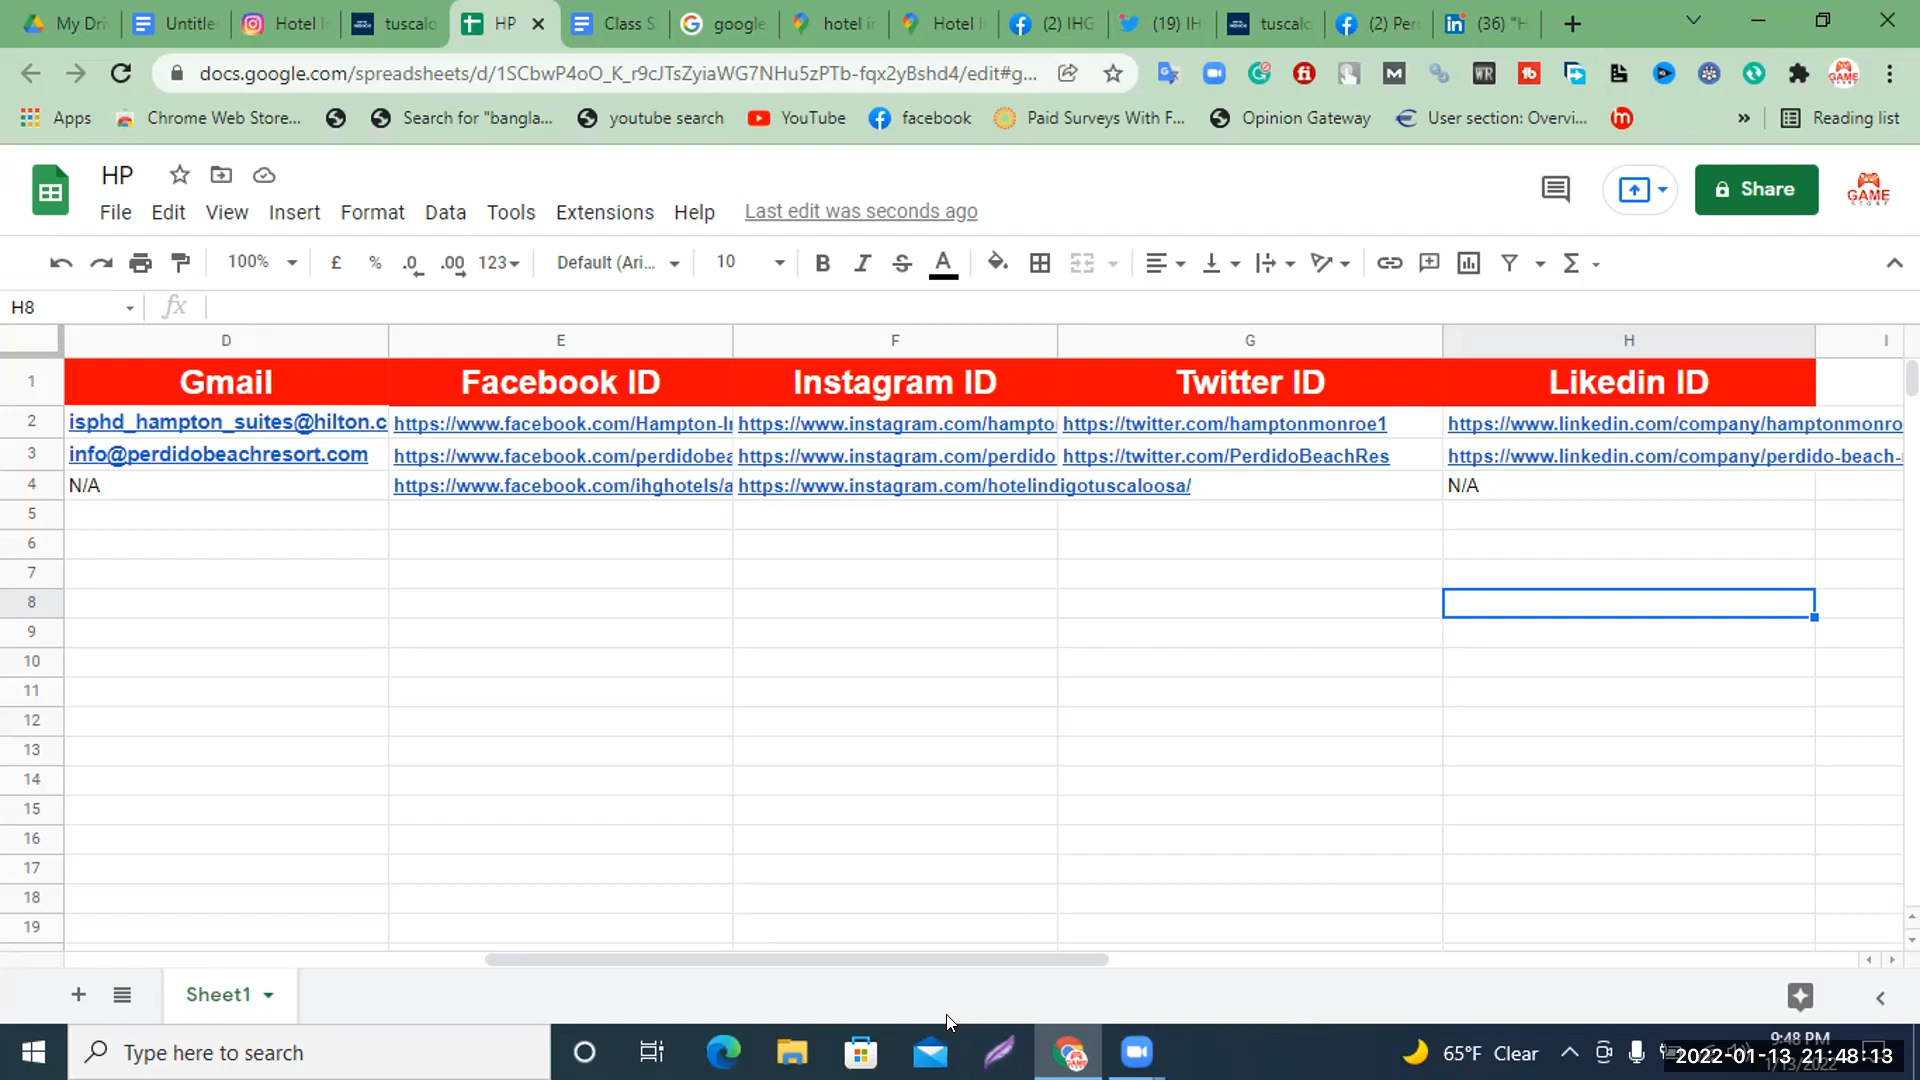 My Dri
Untitle
Hotel I
tuscalo
HP
Class S
google
hotel ir
Hotel I
(2) IHG
(19) IH
tuscalo
(2) Per
(36) "H
docs.google.com/spreadsheets/d/1SCbwP4oO_K_r9cJTsZyiaWG7NHu5zPTb-fqx2yBshd4/edit#g...
Apps
Chrome Web Store...
Search for "bangla...
youtube search
YouTube
facebook
Paid Surveys With F...
Opinion Gateway
User section: Overvi...
»
Reading list
HP
Share
File Edit View Insert Format Data Tools Extensions Help Last edit was seconds ago
100% £ % .0 .00 123 Default (Ari... 10 B I S A
H8 fx
D E F G H I
1 Gmail Facebook ID Instagram ID Twitter ID Likedin ID
2 isphd_hampton_suites@hilton.c https://www.facebook.com/Hampton-I https://www.instagram.com/hampto https://twitter.com/hamptonmonroe1 https://www.linkedin.com/company/hamptonmonro
3 info@perdidobeachresort.com https://www.facebook.com/perdidobea https://www.instagram.com/perdido https://twitter.com/PerdidoBeachRes https://www.linkedin.com/company/perdido-beach-
4 N/A https://www.facebook.com/ihghotels/a https://www.instagram.com/hotelindigotuscaloosa/ N/A
5
6
7
8
9
10
11
12
13
14
15
16
17
18
19
Sheet1
Type here to search
65°F Clear
9:48 PM
1/13/2022
2022-01-13 21:48:13